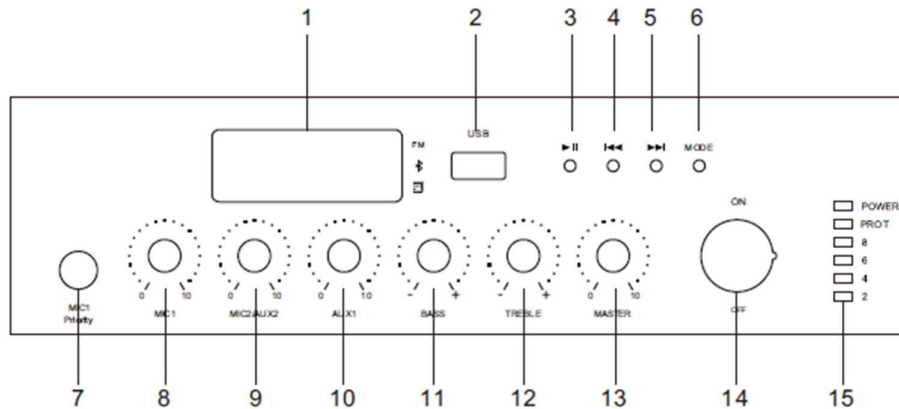 1 2 3 4 5 6
USB
FM
MODE
ON
POWER
PROT
8
6
4
2
0 10
0 10
0 10
- +
- +
0 10
OFF
MIC1
Priority
MIC1
MIC2/AUX2
AUX1
BASS
TREBLE
MASTER
7 8 9 10 11 12 13 14 15